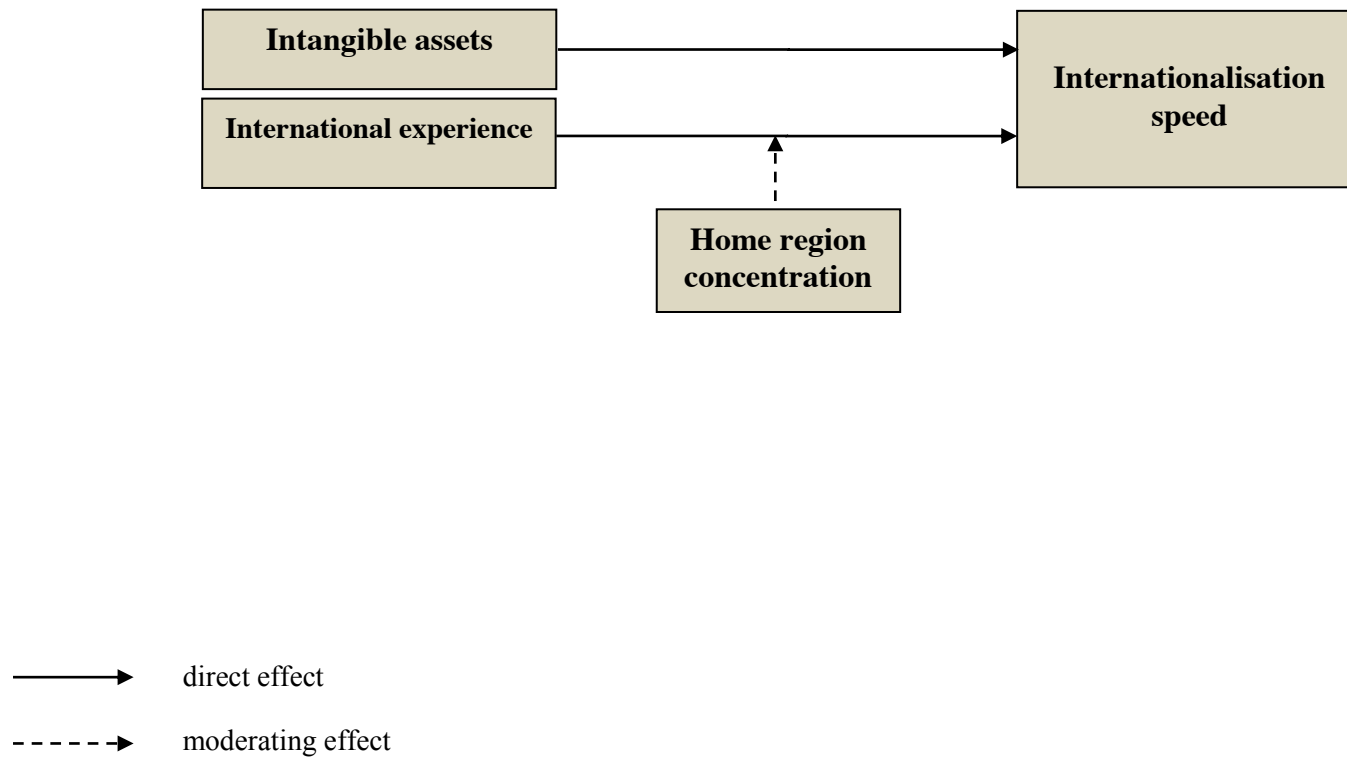 Intangible assets
International experience
Internationalisation
speed
Home region
concentration
direct effect
moderating effect